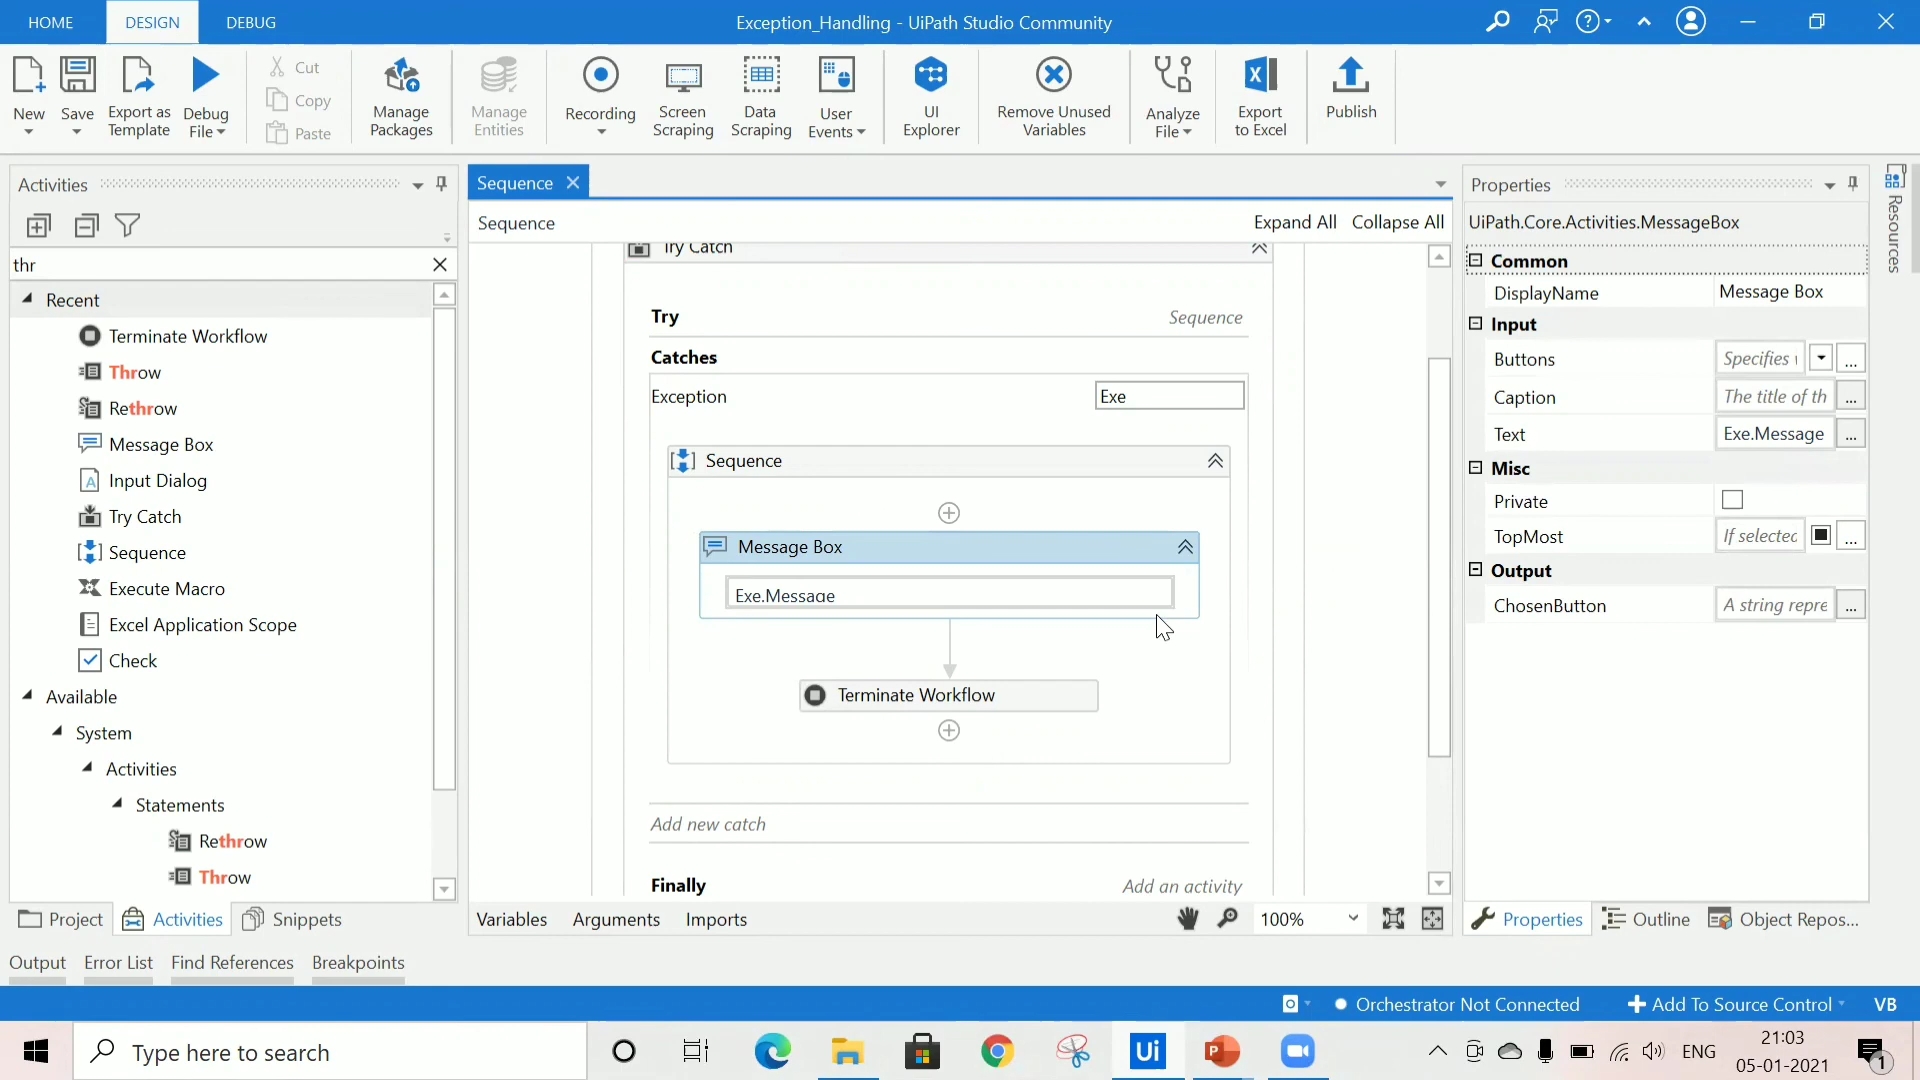 HOME DESIGN DEBUG Exception_Handling - UiPath Studio Community
New Save Export as Template Debug File Cut Copy Paste Manage Packages Manage Entities Recording Screen Scraping Data Scraping User Events UI Explorer Remove Unused Variables Analyze File Export to Excel Publish
Activities
thr
Recent
Terminate Workflow
Throw
Rethrow
Message Box
Input Dialog
Try Catch
Sequence
Execute Macro
Excel Application Scope
Check
Available
System
Activities
Statements
Rethrow
Throw
Project Activities Snippets
Sequence
Sequence Expand All Collapse All
Try Catch
Try Sequence
Catches
Exception Exe
Sequence
Message Box
Exe.Message
Terminate Workflow
Add new catch
Finally Add an activity
Variables Arguments Imports 100%
Properties
UiPath.Core.Activities.MessageBox
Common
DisplayName Message Box
Input
Buttons Specifies ...
Caption The title of th ...
Text Exe.Message ...
Misc
Private
TopMost If selected ...
Output
ChosenButton A string repre ...
Properties Outline Object Repos...
Resources
Output Error List Find References Breakpoints
Orchestrator Not Connected Add To Source Control VB
Type here to search
Ui
ENG
21:03
05-01-2021
1